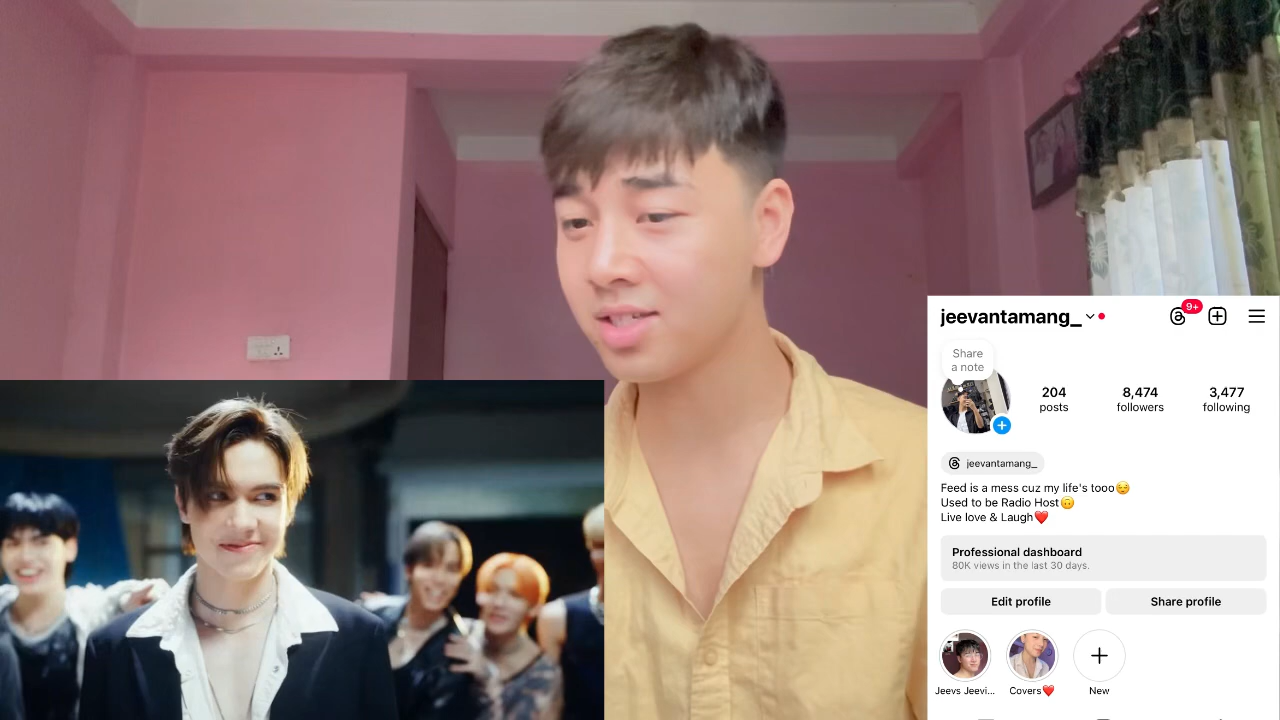 jeevantamang_
9+
Share
a note
204
8,474
3,477
posts
followers
following
jeevantamang_
Feed is a mess cuz my life's tooo😌
Used to be Radio Host🙃
Live love & Laugh❤️
Professional dashboard
80K views in the last 30 days.
Edit profile
Share profile
Jeevs Jeevi...
Covers❤️
New